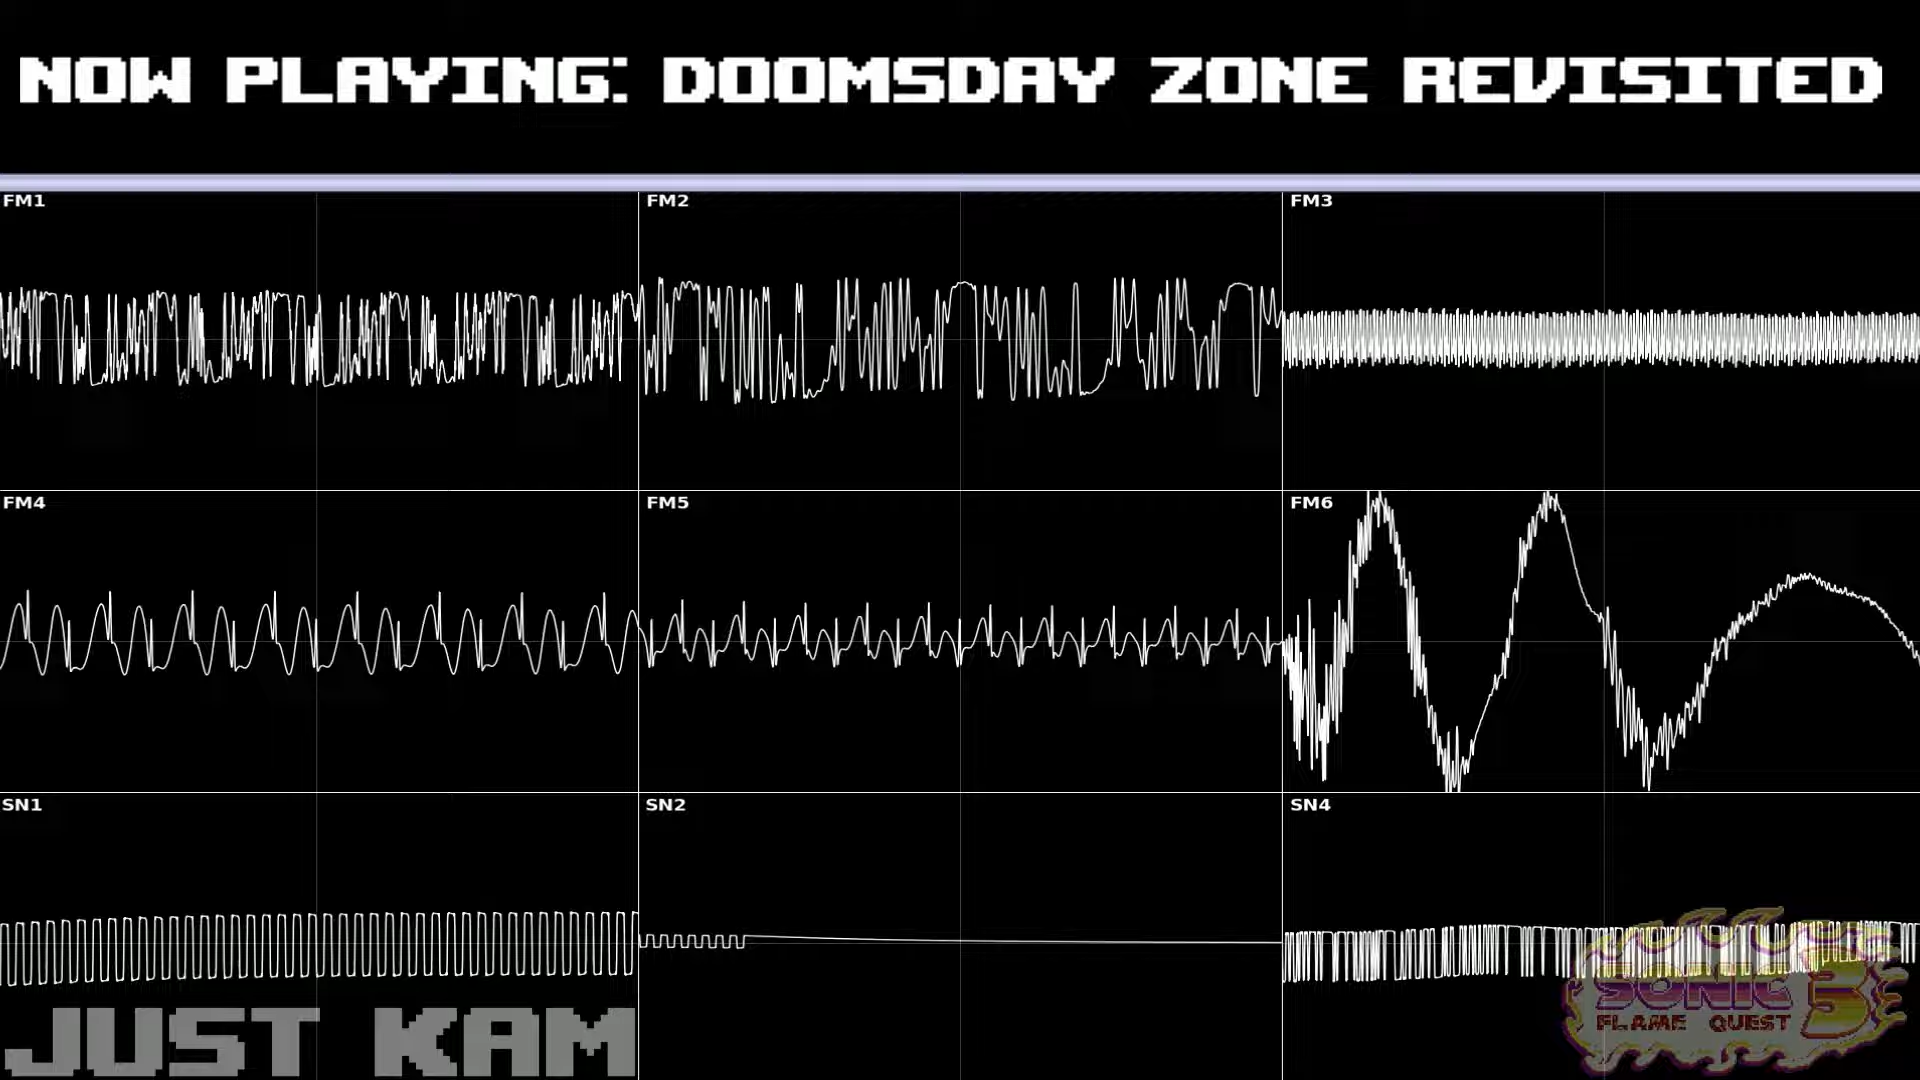 NOW PLAYING: DOOMSDAY ZONE REVISITED
FM1
FM2
FM3
FM4
FM5
FM6
SN1
SN2
SN4
JUST KAM
SONIC 3
FLAME QUEST